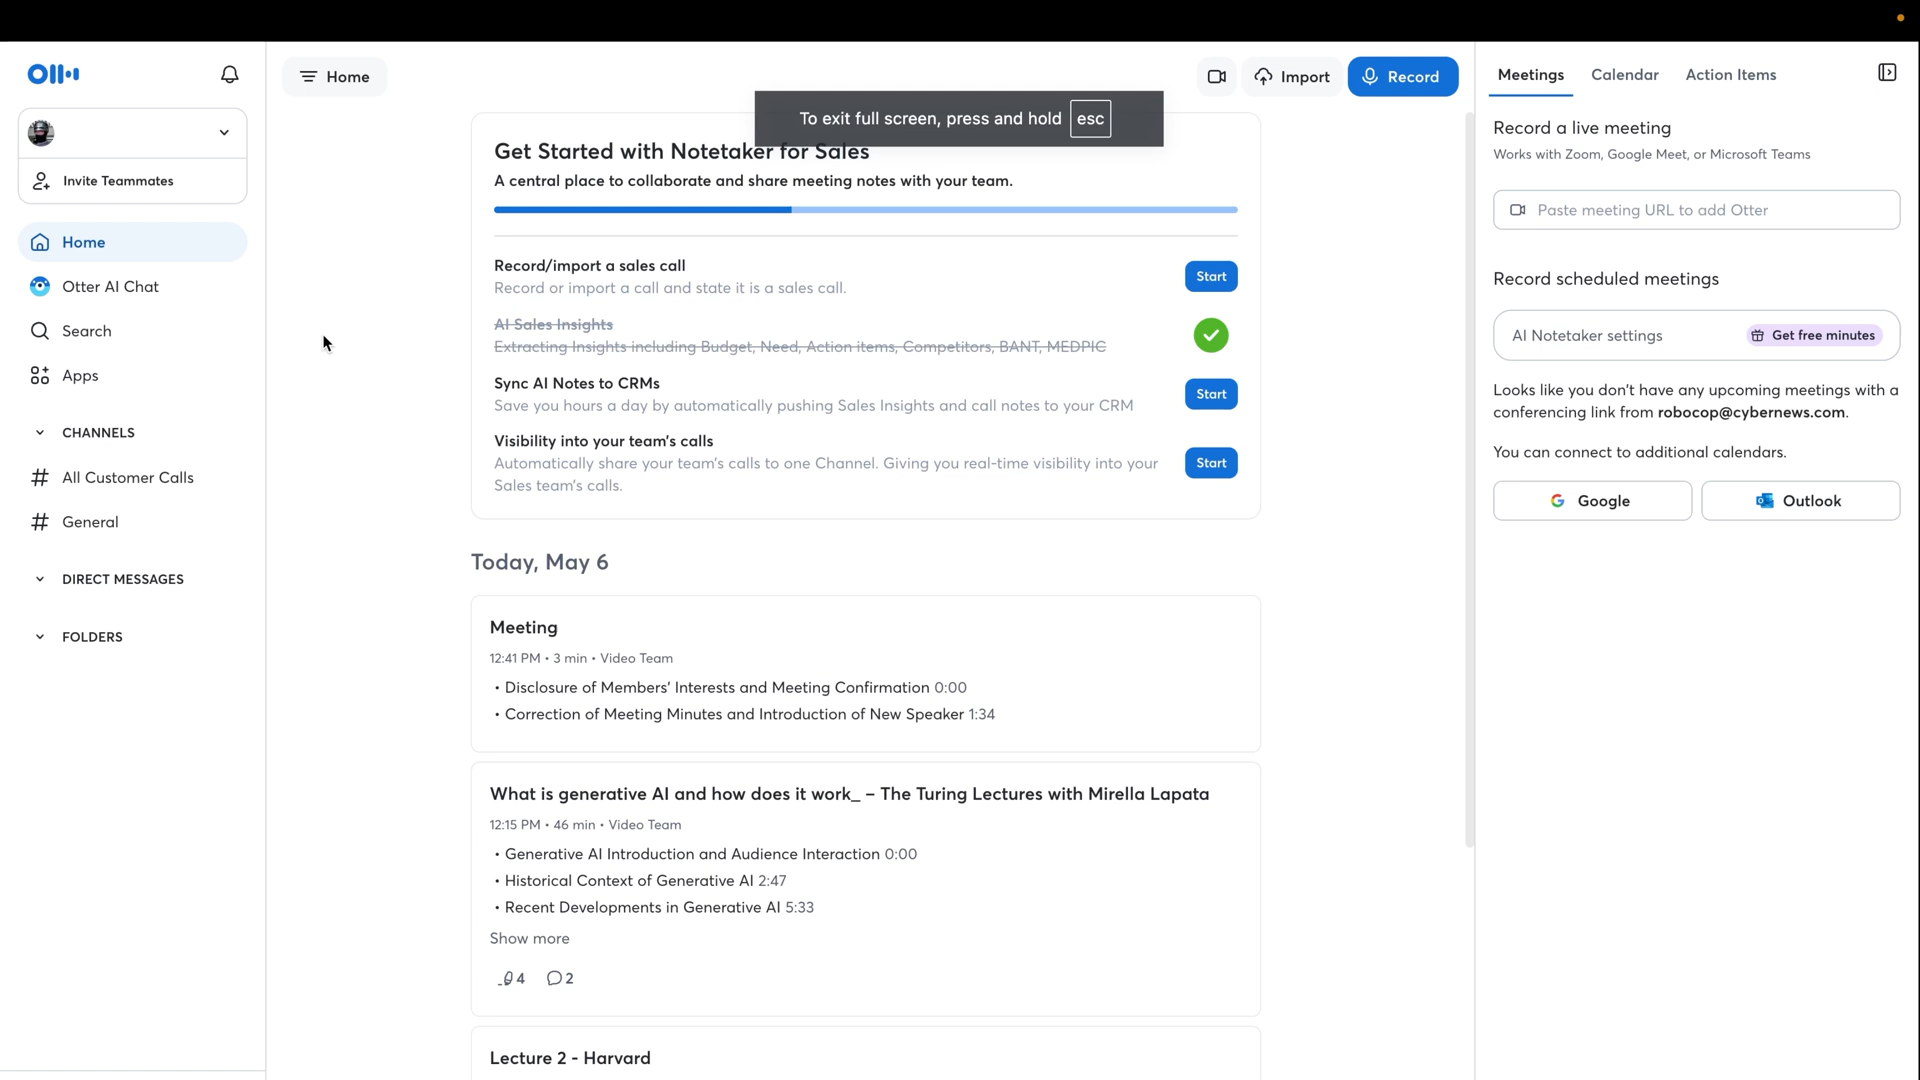 Invite Teammates
Home
Otter AI Chat
Search
Apps
CHANNELS
# All Customer Calls
# General
DIRECT MESSAGES
FOLDERS
Home
Import
Record
To exit full screen, press and hold esc
Get Started with Notetaker for Sales
A central place to collaborate and share meeting notes with your team.
Record/import a sales call
Record or import a call and state it is a sales call.
Start
AI Sales Insights
Extracting Insights including Budget, Need, Action items, Competitors, BANT, MEDPIC
Sync AI Notes to CRMs
Save you hours a day by automatically pushing Sales Insights and call notes to your CRM
Start
Visibility into your team's calls
Automatically share your team's calls to one Channel. Giving you real-time visibility into your
Sales team's calls.
Start
Today, May 6
Meeting
12:41 PM • 3 min • Video Team
• Disclosure of Members' Interests and Meeting Confirmation 0:00
• Correction of Meeting Minutes and Introduction of New Speaker 1:34
What is generative AI and how does it work_ – The Turing Lectures with Mirella Lapata
12:15 PM • 46 min • Video Team
• Generative AI Introduction and Audience Interaction 0:00
• Historical Context of Generative AI 2:47
• Recent Developments in Generative AI 5:33
Show more
4 2
Lecture 2 - Harvard
Meetings Calendar Action Items
Record a live meeting
Works with Zoom, Google Meet, or Microsoft Teams
Paste meeting URL to add Otter
Record scheduled meetings
AI Notetaker settings Get free minutes
Looks like you don't have any upcoming meetings with a
conferencing link from robocop@cybernews.com.
You can connect to additional calendars.
Google Outlook